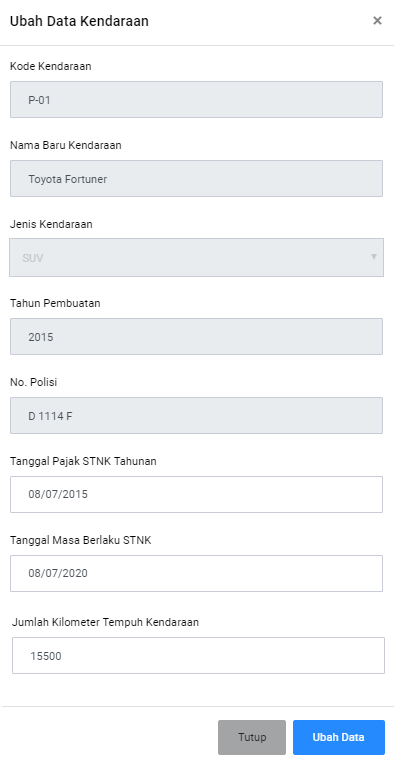 Ubah Data Kendaraan ×
Kode Kendaraan
P-01
Nama Baru Kendaraan
Toyota Fortuner
Jenis Kendaraan
SUV
Tahun Pembuatan
2015
No. Polisi
D 1114 F
Tanggal Pajak STNK Tahunan
08/07/2015
Tanggal Masa Berlaku STNK
08/07/2020
Jumlah Kilometer Tempuh Kendaraan
15500
Tutup Ubah Data